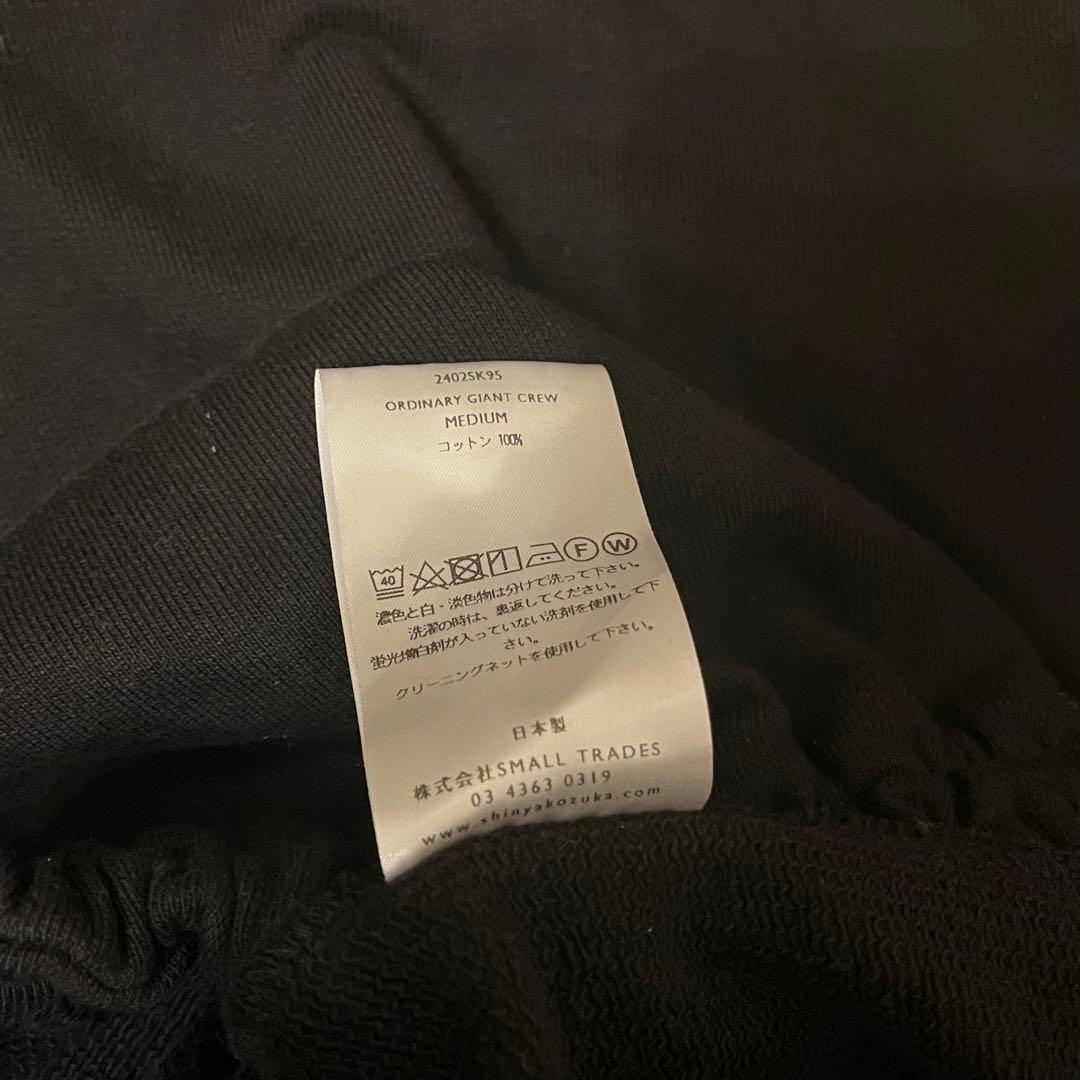 2402SK95
ORDINARY GIANT CREW
MEDIUM
コットン 100%
40 F W
濃色と白・淡色物は分けて洗って下さい。
洗濯の時は、裏返してください。
蛍光増白剤が入っていない洗剤を使用して下
さい。
クリーニングネットを使用して下さい。
日本製
株式会社SMALL TRADES
03 4363 0319
www.shinyakozuka.com